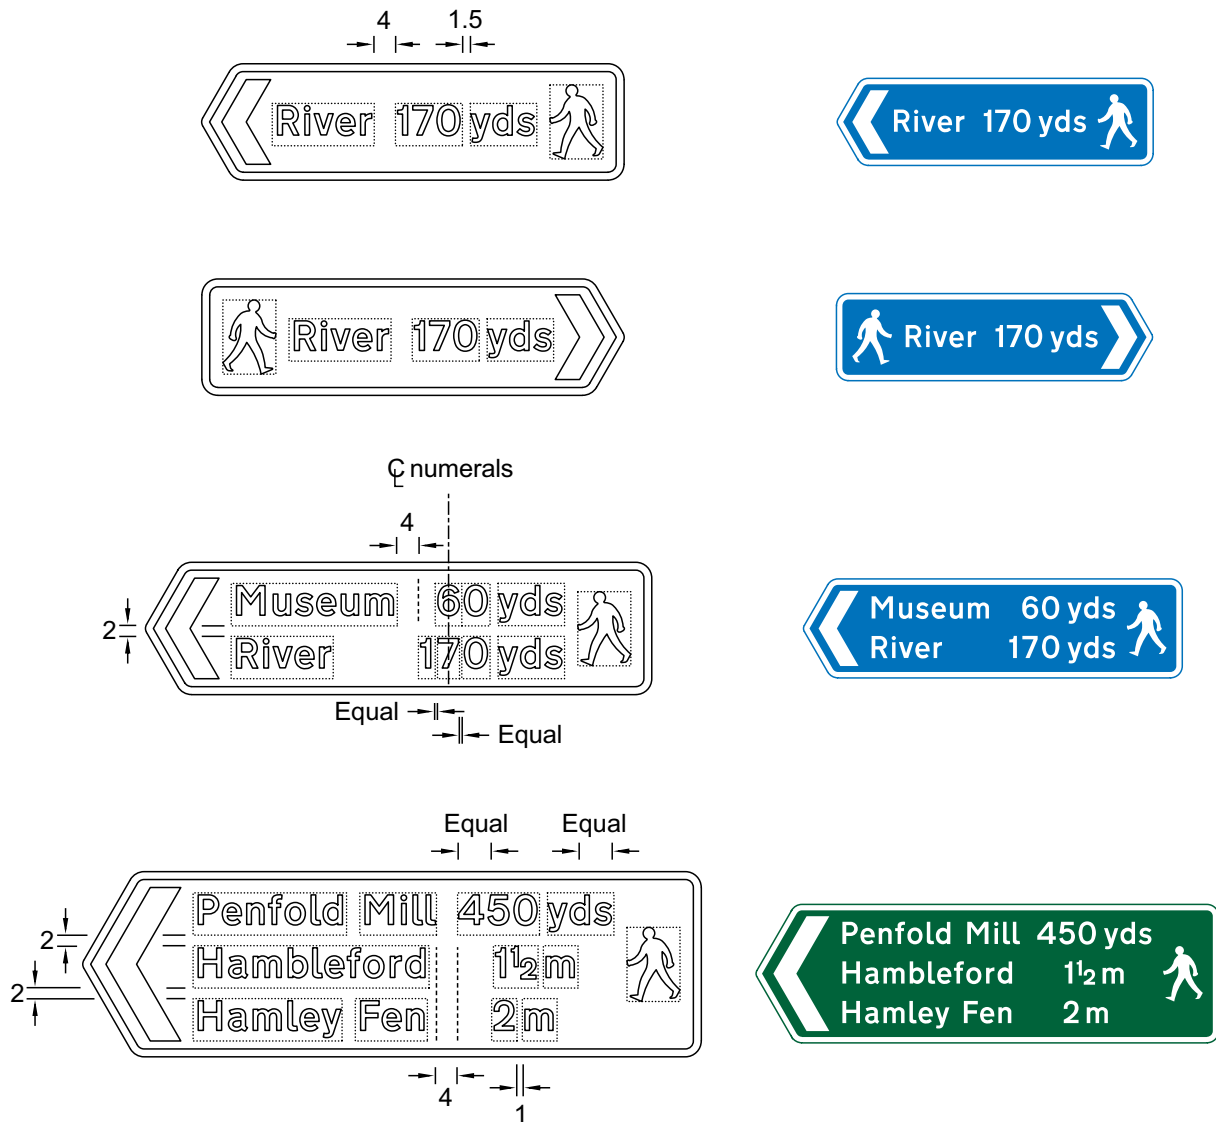 4 1.5
River 170 yds
River 170 yds
River 170 yds
River 170 yds
℄ numerals
4
Museum 60 yds
River 170 yds
2
Museum 60 yds
River 170 yds
Equal
Equal
Equal Equal
Penfold Mill 450 yds
Hambleford 1½ m
Hamley Fen 2 m
2
2
Penfold Mill 450 yds
Hambleford 1½ m
Hamley Fen 2 m
4
1